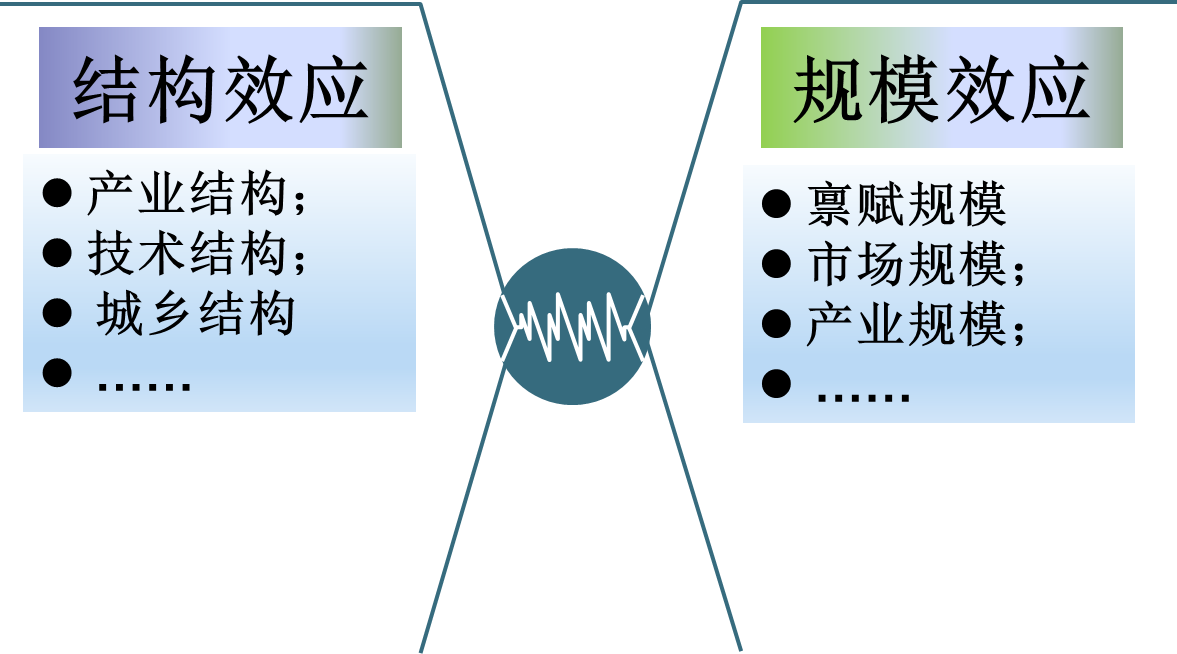 结构效应
● 产业结构；
● 技术结构；
● 城乡结构
● ......
规模效应
● 禀赋规模
● 市场规模；
● 产业规模；
● ......